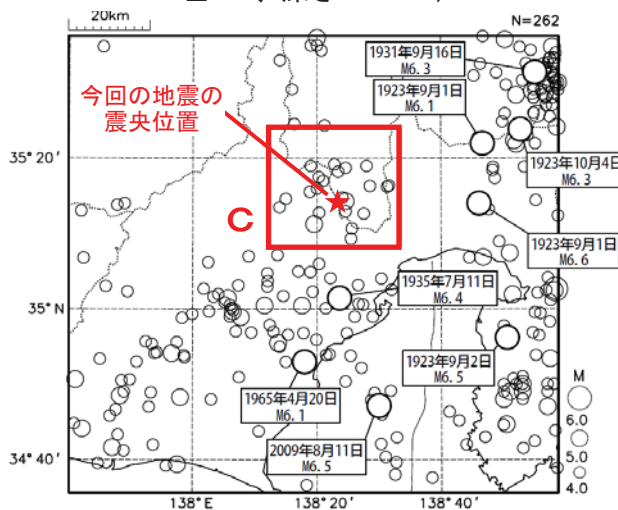 20km
N=262
1931年9月16日
M6.3
1923年9月1日
M6.1
今回の地震の
震央位置
35°20′
1923年10月4日
M6.3
C
1923年9月1日
M6.6
1935年7月11日
M6.4
35°N
1923年9月2日
M6.5
M
1965年4月20日
M6.1
6.0
2009年8月11日
M6.5
5.0
34°40′
4.0
138°E
138°20′
138°40′